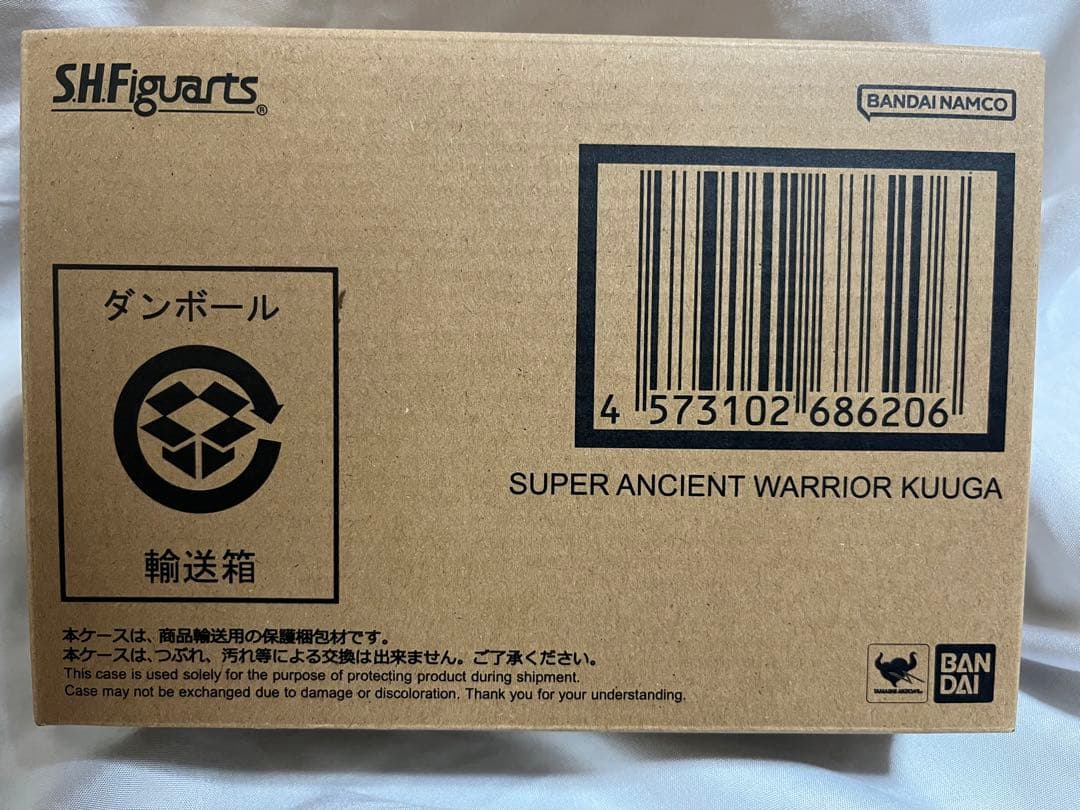 S.H.Figuarts®
BANDAI NAMCO
4 573102 686206
SUPER ANCIENT WARRIOR KUUGA
ダンボール
輸送箱
本ケースは、商品輸送用の保護梱包材です。
本ケースは、つぶれ、汚れ等による交換は出来ません。ご了承ください。
This case is used solely for the purpose of protecting product during shipment.
Case may not be exchanged due to damage or discoloration. Thank you for your understanding.
BAN
DAI